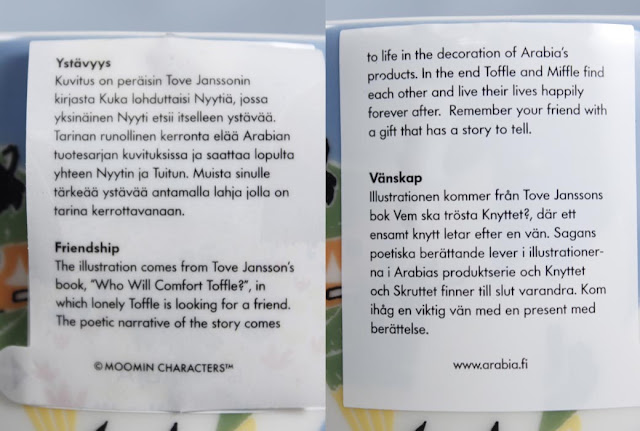 Ystävyys
Kuvitus on peräisin Tove Janssonin
kirjasta Kuka lohduttaisi Nyytiä, jossa
yksinäinen Nyyti etsii itselleen ystävää.
Tarinan runollinen kerronta elää Arabian
tuotesarjan kuvituksissa ja saattaa lopulta
yhteen Nyytin ja Tuitun. Muista sinulle
tärkeää ystävää antamalla lahja jolla on
tarina kerrottavanaan.
Friendship
The illustration comes from Tove Jansson's
book, "Who Will Comfort Toffle?", in
which lonely Toffle is looking for a friend.
The poetic narrative of the story comes
©MOOMIN CHARACTERS™
to life in the decoration of Arabia's
products. In the end Toffle and Miffle find
each other and live their lives happily
forever after. Remember your friend with
a gift that has a story to tell.
Vänskap
Illustrationen kommer från Tove Janssons
bok Vem ska trösta Knyttet?, där ett
ensamt knytt letar efter en vän. Sagans
poetiska berättande lever i illustrationer-
na i Arabias produktserie och Knyttet
och Skruttet finner till slut varandra. Kom
ihåg en viktig vän med en present med
berättelse.
www.arabia.fi